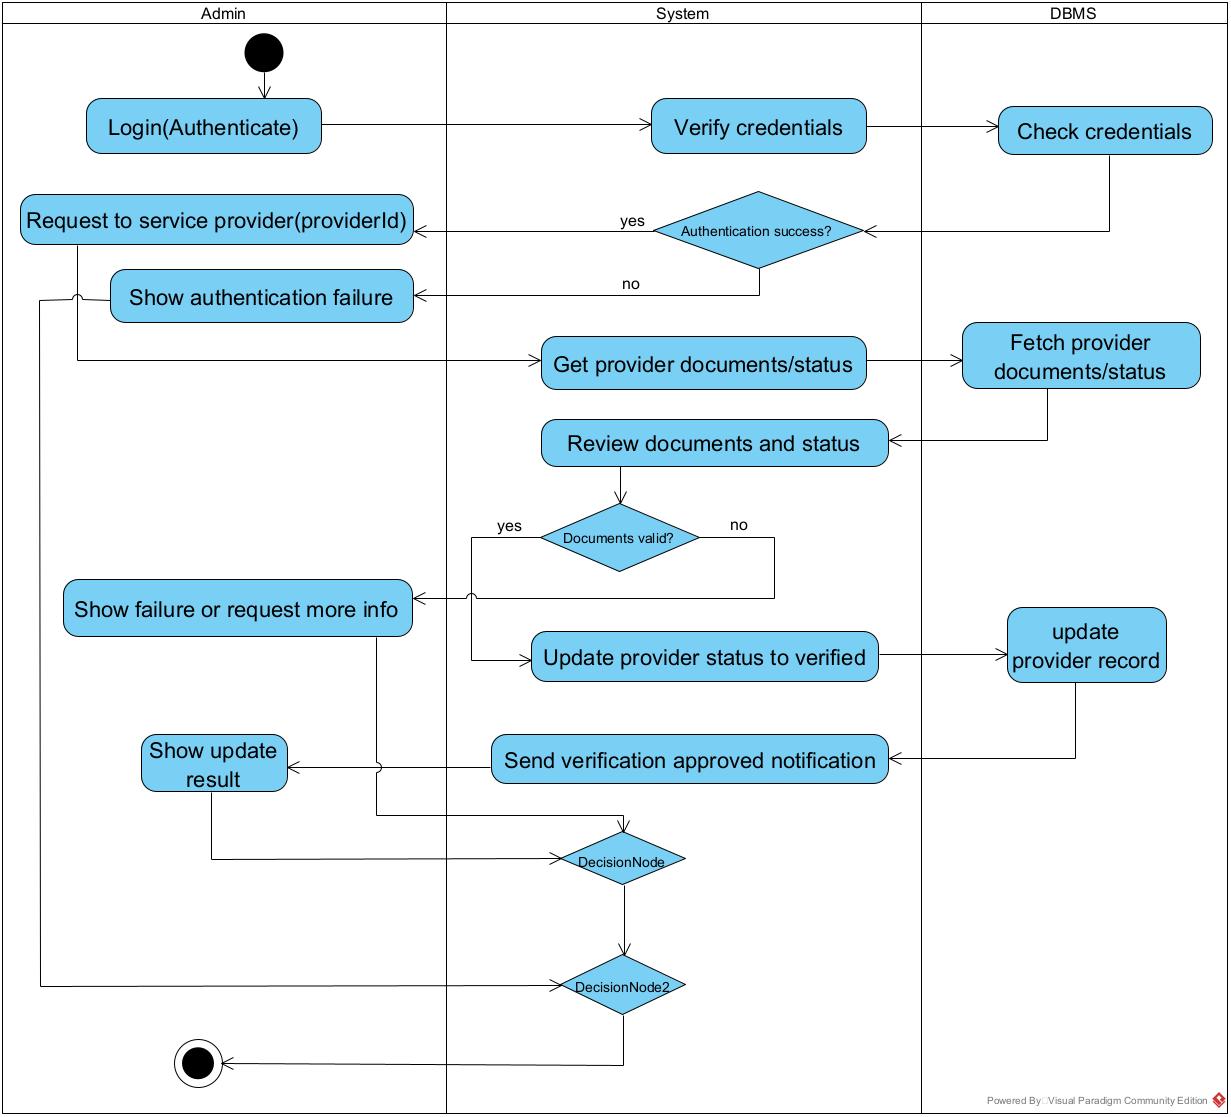 Admin
System
DBMS
Login(Authenticate)
Verify credentials
Check credentials
Request to service provider(providerId)
yes
Authentication success?
Show authentication failure
no
Get provider documents/status
Fetch provider
documents/status
Review documents and status
yes
Documents valid?
no
Show failure or request more info
Update provider status to verified
update
provider record
Show update
result
Send verification approved notification
DecisionNode
DecisionNode2
Powered By Visual Paradigm Community Edition